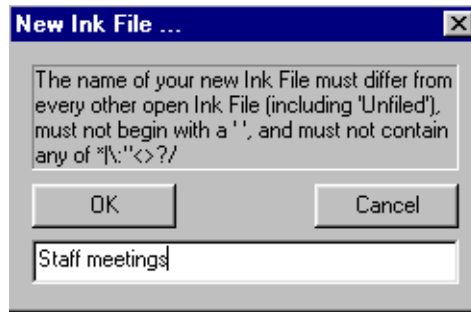 New Ink File ...
The name of your new Ink File must differ from
every other open Ink File (including 'Unfiled'),
must not begin with a ' ', and must not contain
any of *|\:"<>?/
OK Cancel
Staff meetings